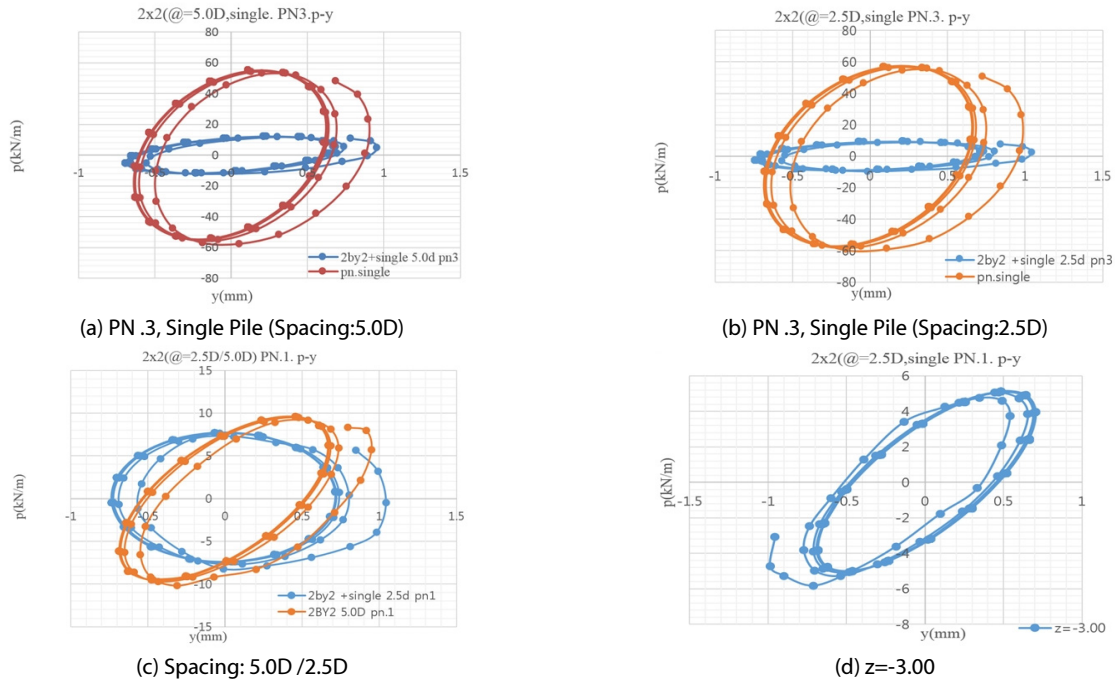 2x2(@=5.0D,single. PN3.p-y
80
60
40
20
0
-20
-40
-60
-80
-1
-0.5
0.5
1
1.5
p(kN/m)
y(mm)
2by2+single 5.0d pn3
pn.single
(a) PN .3, Single Pile (Spacing:5.0D)
2x2(@=2.5D,single PN.3. p-y
80
60
40
20
0
-20
-40
-60
-80
-1
-0.5
0
0.5
1
1.5
p(kN/m)
y(mm)
2by2 +single 2.5d pn3
pn.single
(b) PN .3, Single Pile (Spacing:2.5D)
2x2(@=2.5D/5.0D) PN.1. p-y
15
10
5
0
-5
-10
-15
-1
-0.5
0
0.5
1
1.5
p(kN/m)
y(mm)
2by2 +single 2.5d pn1
2BY2 5.0D pn.1
(c) Spacing: 5.0D /2.5D
2x2(@=2.5D,single PN.1. p-y
6
4
2
0
-2
-4
-6
-8
-1.5
-1
-0.5
0
0.5
1
p(kN/m)
y(mm)
z=-3.00
(d) z=-3.00